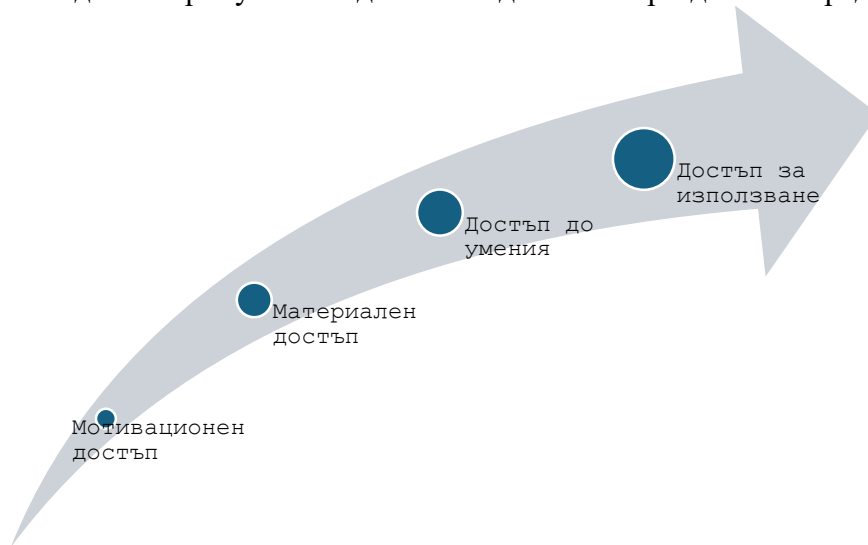 Достъп за
използване
Достъп до
умения
Материален
достъп
Мотивационен
достъп